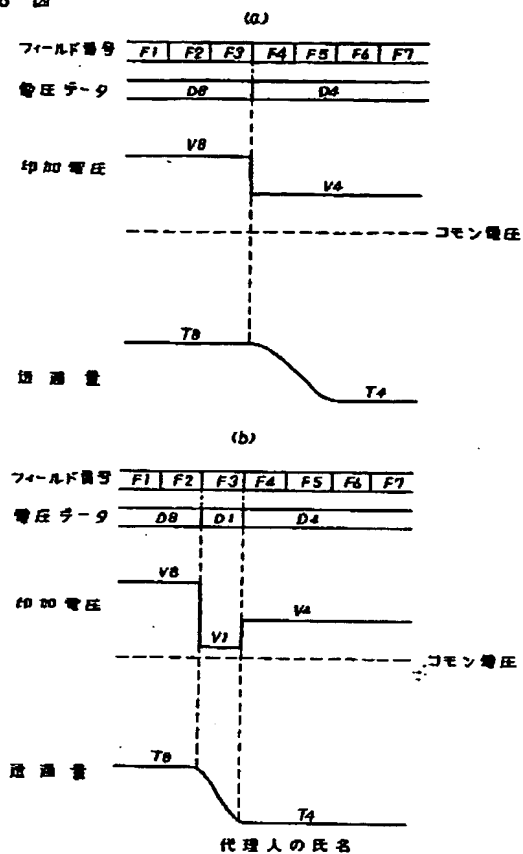 (a)
フィールド番号 F1 F2 F3 F4 F5 F6 F7
電圧データ D8 D4
V8
印加電圧
V4
コモン電圧
T8
透過量
T4
(b)
フィールド番号 F1 F2 F3 F4 F5 F6 F7
電圧データ D8 D1 D4
V8
印加電圧 V4
V1
コモン電圧
T8
透過量
T4
代理人の氏名